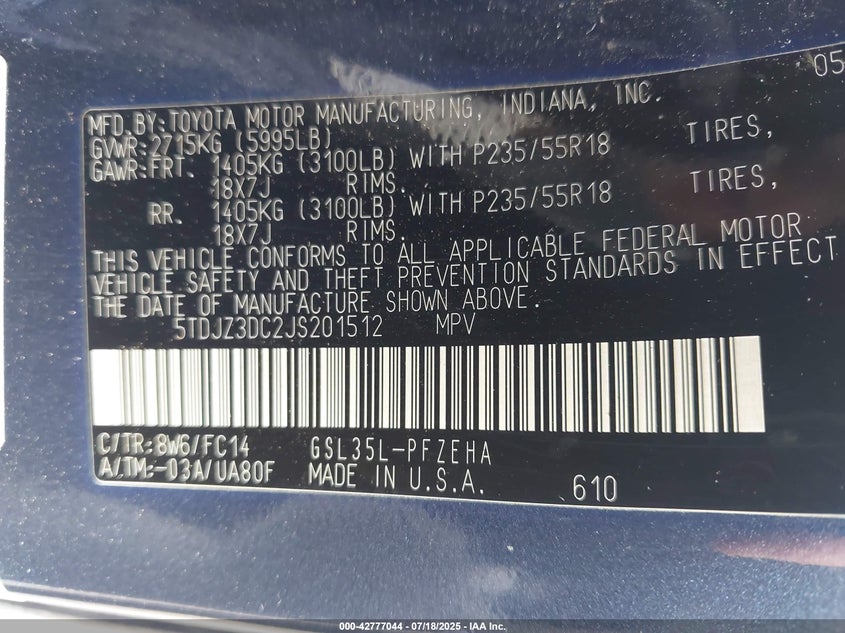 05
MFD.BY:TOYOTA MOTOR MANUFACTURING, INDIANA, INC.
GVWR:2715KG (5995LB)
GAWR:FRT. 1405KG (3100LB) WITH P235/55R18 TIRES,
18X7J RIMS.
RR. 1405KG (3100LB) WITH P235/55R18 TIRES,
18X7J RIMS.
THIS VEHICLE CONFORMS TO ALL APPLICABLE FEDERAL MOTOR
VEHICLE SAFETY AND THEFT PREVENTION STANDARDS IN EFFECT
THE DATE OF MANUFACTURE SHOWN ABOVE.
5TDJZ3DC2JS201512 MPV
C/TR:8W6/FC14 GSL35L-PFZEHA
A/TM:-03A/UA80F MADE IN U.S.A. 610
000-42777044 - 07/18/2025 - IAA Inc.